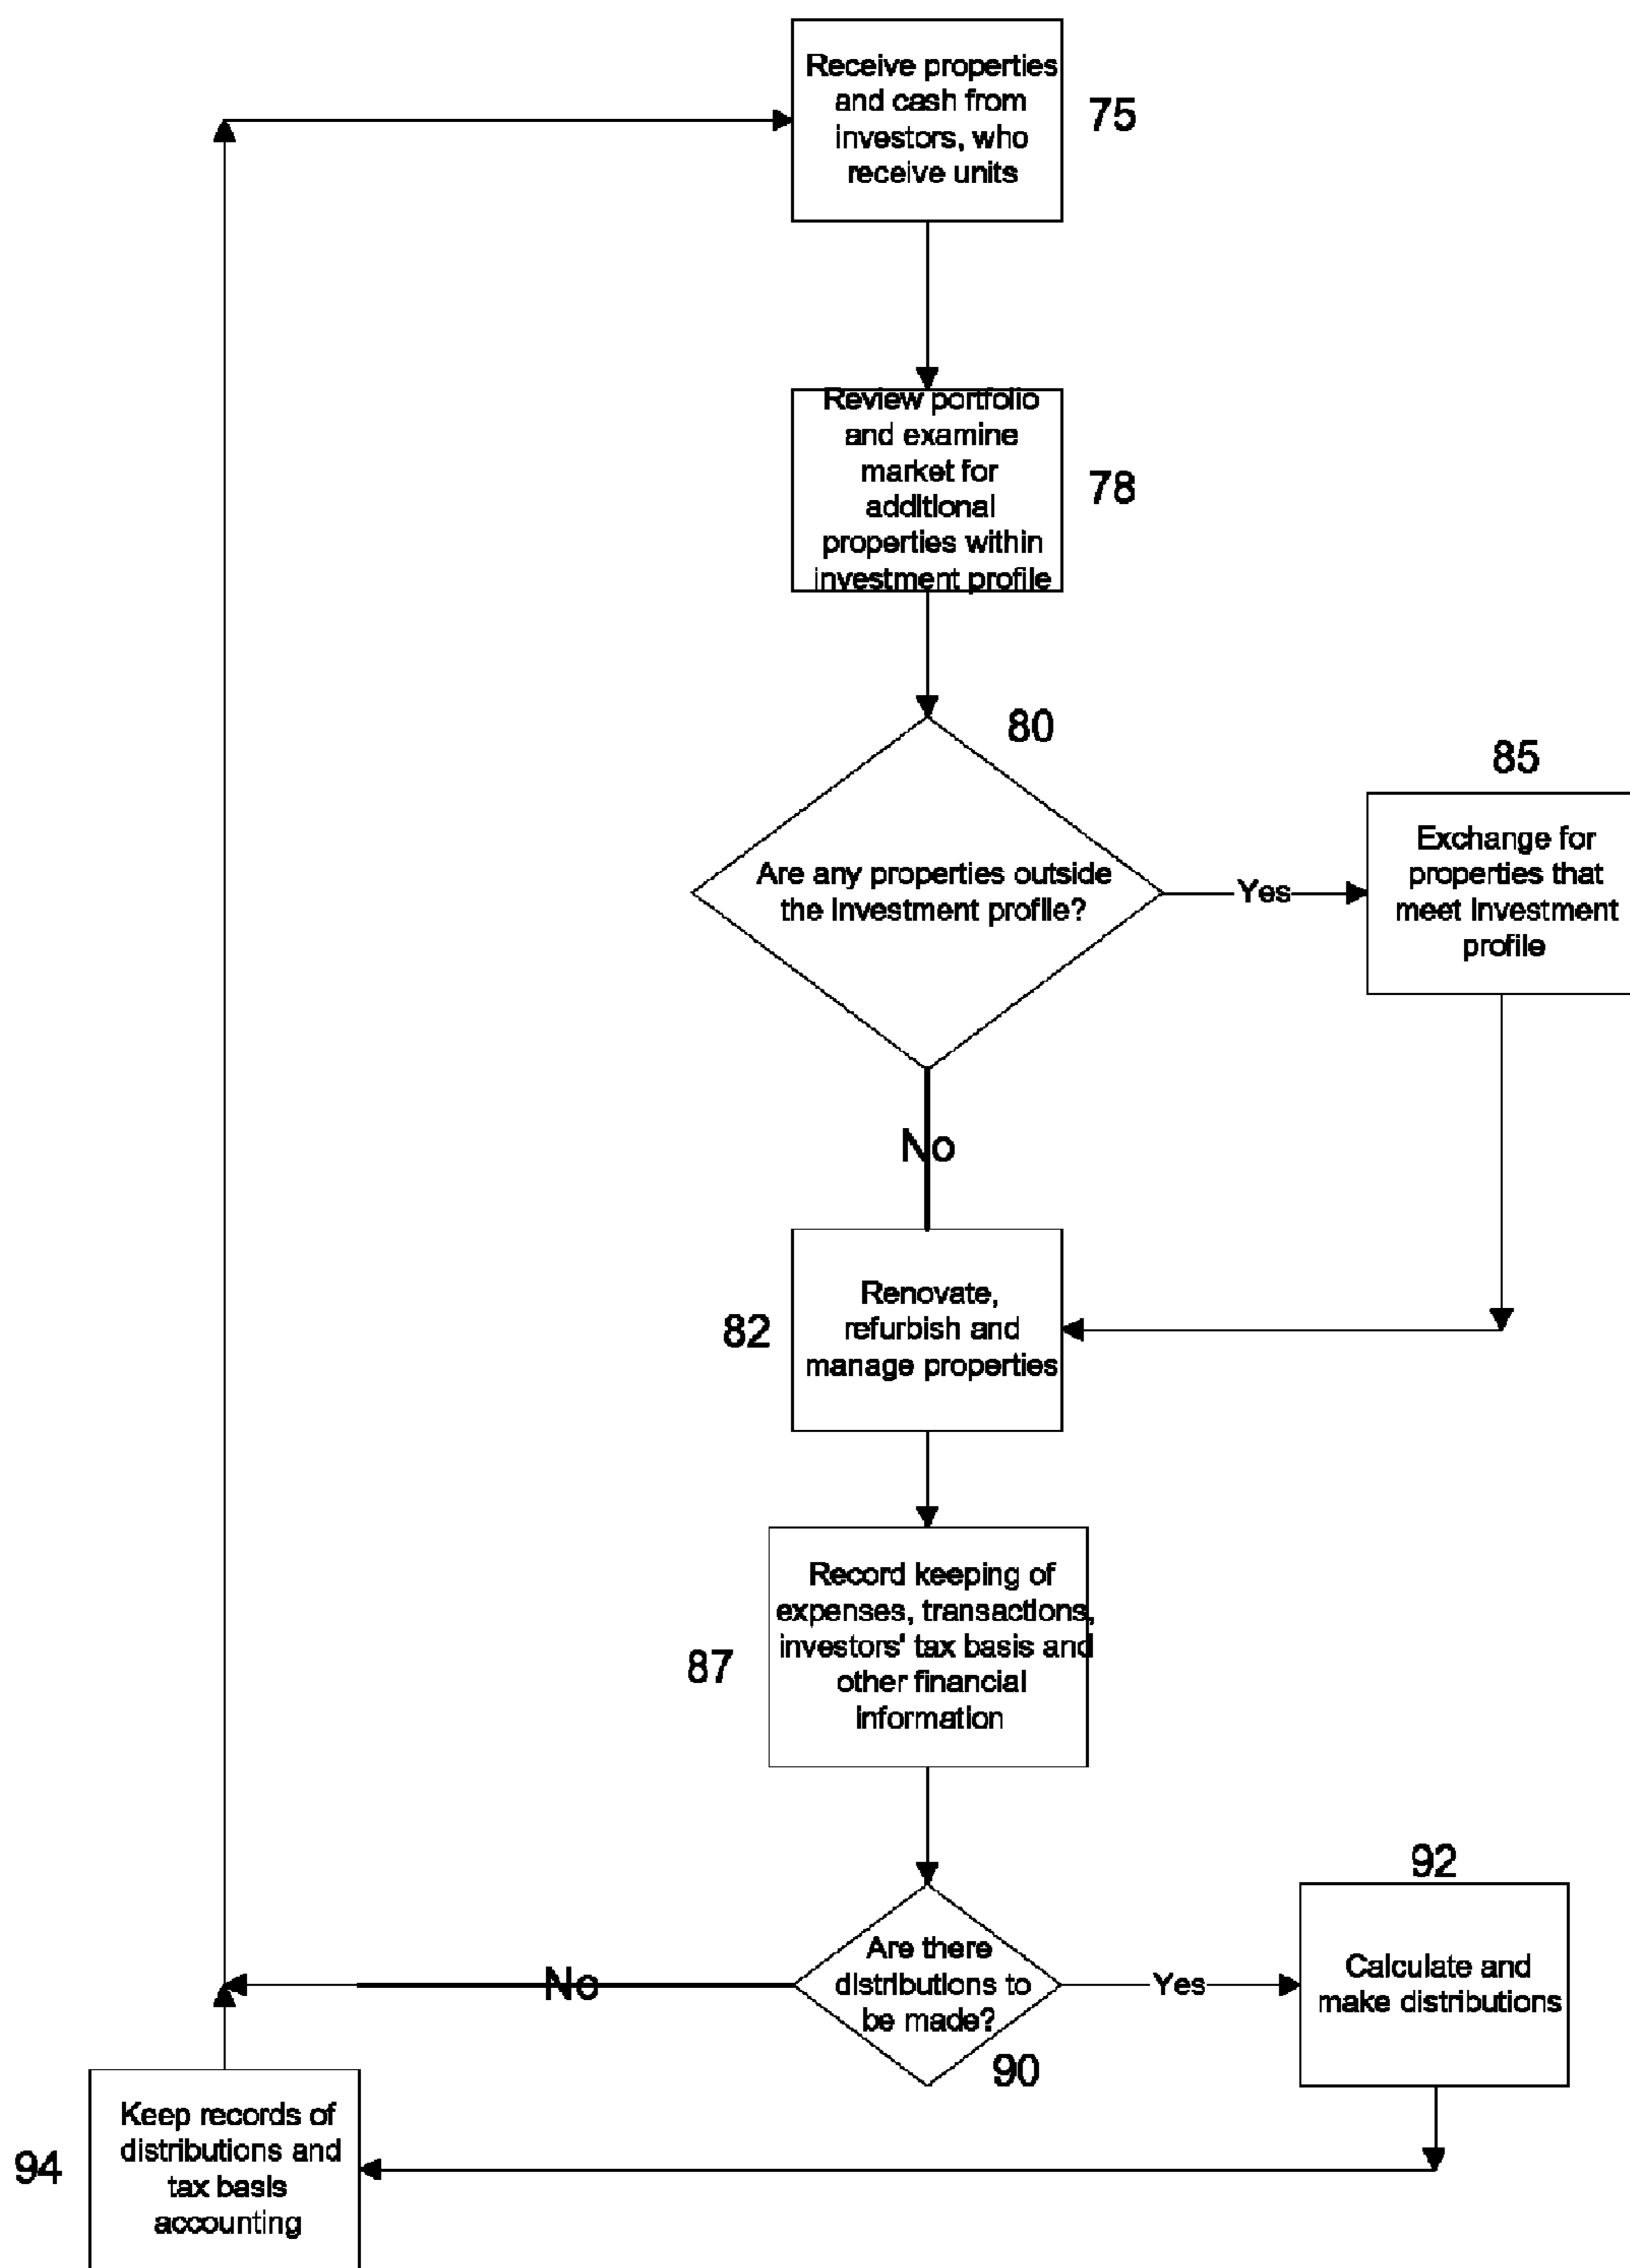 Receive properties
and cash from
investors, who
receive units
75
Review portfolio
and examine
market for
additional
properties within
investment profile
78
80
Are any properties outside
the investment profile?
Yes
85
Exchange for
properties that
meet investment
profile
No
82
Renovate,
refurbish and
manage properties
87
Record keeping of
expenses, transactions,
investors' tax basis and
other financial
information
92
Are there
distributions to
be made?
90
No
Yes
Calculate and
make distributions
94
Keep records of
distributions and
tax basis
accounting